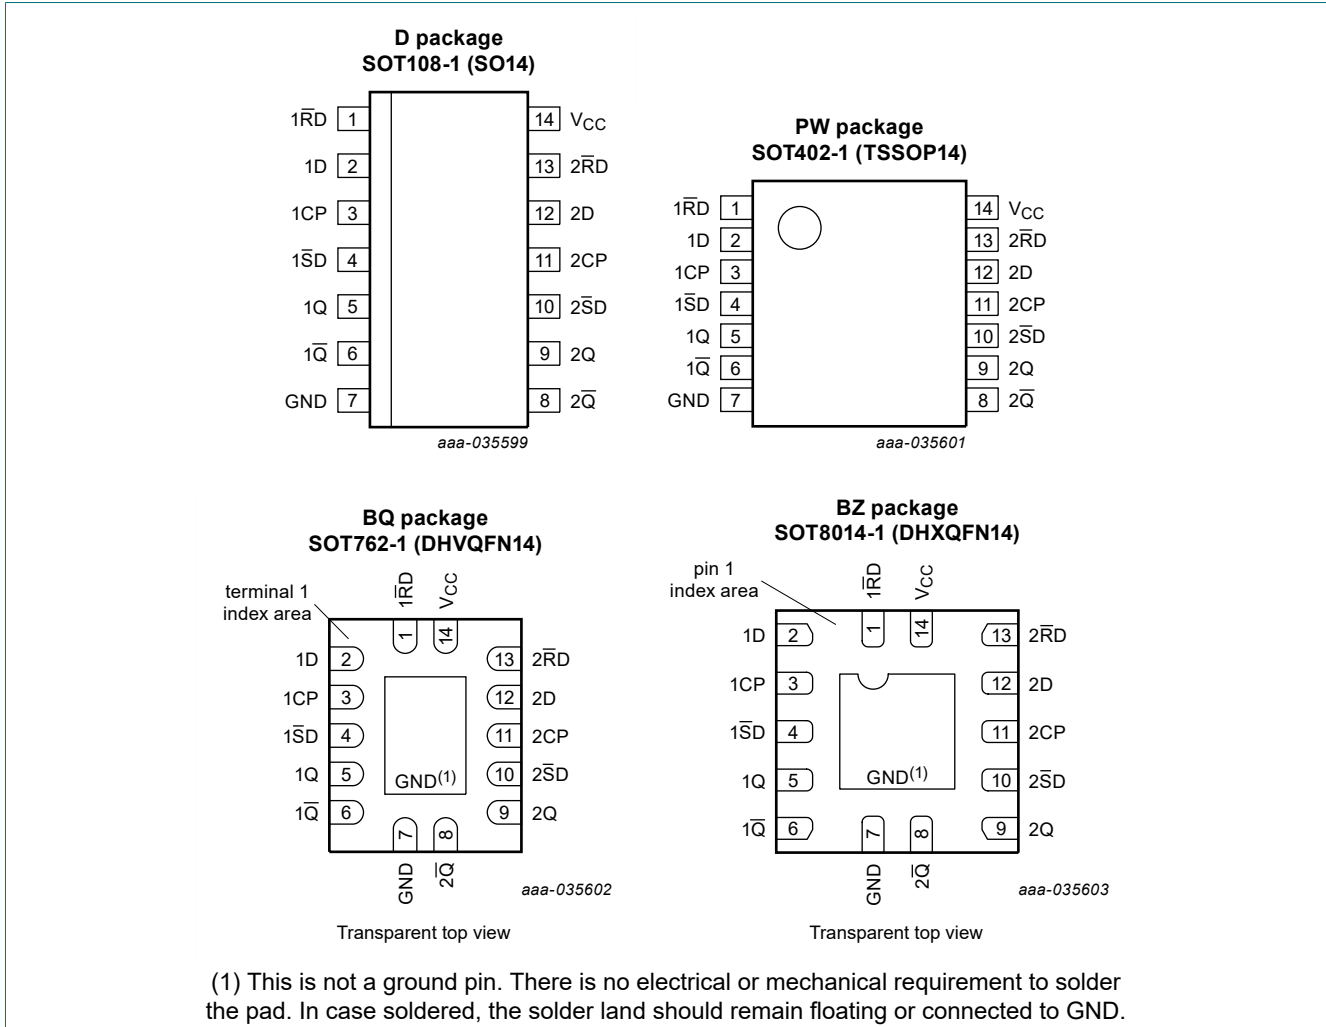 D package
SOT108-1 (SO14)
1R̅D 1
1D 2
1CP 3
1S̅D 4
1Q 5
1Q̅ 6
GND 7
14 VCC
13 2R̅D
12 2D
11 2CP
10 2S̅D
9 2Q
8 2Q̅
aaa-035599
PW package
SOT402-1 (TSSOP14)
1R̅D 1
1D 2
1CP 3
1S̅D 4
1Q 5
1Q̅ 6
GND 7
14 VCC
13 2R̅D
12 2D
11 2CP
10 2S̅D
9 2Q
8 2Q̅
aaa-035601
BQ package
SOT762-1 (DHVQFN14)
terminal 1
index area
1R̅D
VCC
1
14
1D 2
1CP 3
1S̅D 4
1Q 5
1Q̅ 6
13 2R̅D
12 2D
11 2CP
10 2S̅D
9 2Q
GND(1)
7
8
GND
2Q̅
aaa-035602
Transparent top view
BZ package
SOT8014-1 (DHXQFN14)
pin 1
index area
1R̅D
VCC
1
14
1D 2
1CP 3
1S̅D 4
1Q 5
1Q̅ 6
13 2R̅D
12 2D
11 2CP
10 2S̅D
9 2Q
GND(1)
7
8
GND
2Q̅
aaa-035603
Transparent top view
(1) This is not a ground pin. There is no electrical or mechanical requirement to solder
the pad. In case soldered, the solder land should remain floating or connected to GND.